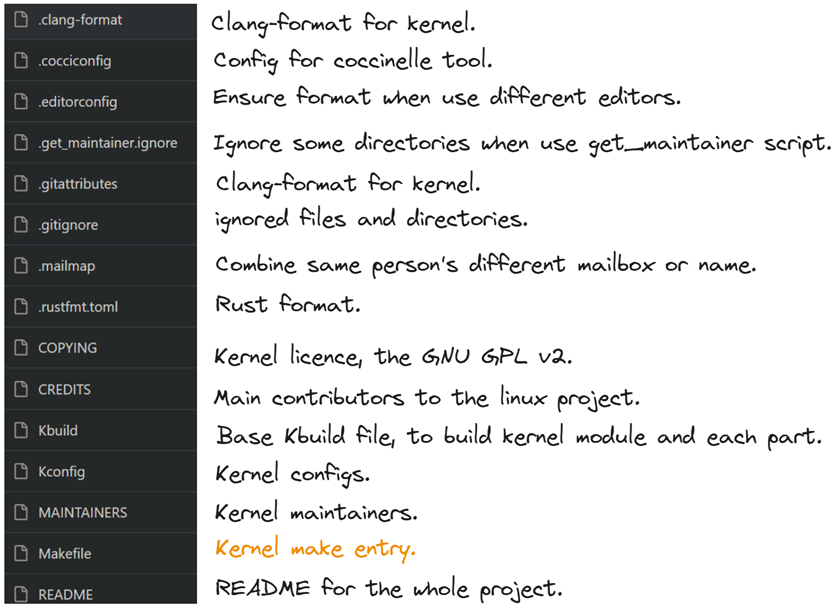 .clang-format Clang-format for kernel.
.cocciconfig Config for coccinelle tool.
.editorconfig Ensure format when use different editors.
.get_maintainer.ignore Ignore some directories when use get_maintainer script.
.gitattributes Clang-format for kernel.
.gitignore ignored files and directories.
.mailmap Combine same person's different mailbox or name.
.rustfmt.toml Rust format.
COPYING Kernel licence, the GNU GPL v2.
CREDITS Main contributors to the linux project.
Kbuild Base Kbuild file, to build kernel module and each part.
Kconfig Kernel configs.
MAINTAINERS Kernel maintainers.
Makefile Kernel make entry.
README README for the whole project.